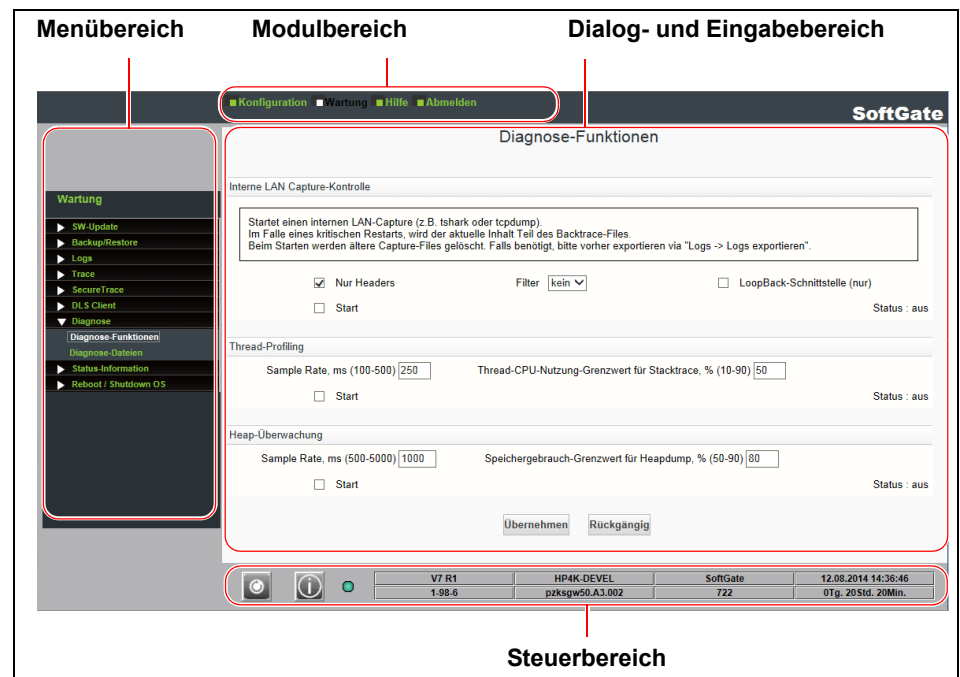 Menübereich Modulbereich Dialog- und Eingabebereich
Konfiguration Wartung Hilfe Abmelden
SoftGate
Diagnose-Funktionen
Wartung
SW-Update
Backup/Restore
Logs
Trace
SecureTrace
DLS Client
Diagnose
Diagnose-Funktionen
Diagnose-Dateien
Status-Information
Reboot / Shutdown OS
Interne LAN Capture-Kontrolle
Startet einen internen LAN-Capture (z.B. tshark oder tcpdump).
Im Falle eines kritischen Restarts, wird der aktuelle Inhalt Teil des Backtrace-Files.
Beim Starten werden ältere Capture-Files gelöscht. Falls benötigt, bitte vorher exportieren via "Logs -> Logs exportieren".
Nur Headers Filter kein LoopBack-Schnittstelle (nur)
Start Status : aus
Thread-Profiling
Sample Rate, ms (100-500) 250 Thread-CPU-Nutzung-Grenzwert für Stacktrace, % (10-90) 50
Start Status : aus
Heap-Überwachung
Sample Rate, ms (500-5000) 1000 Speichergebrauch-Grenzwert für Heapdump, % (50-90) 80
Start Status : aus
Übernehmen Rückgängig
V7 R1 HP4K-DEVEL SoftGate 12.08.2014 14:36:46
1-98-6 pzksgw50.A3.002 722 0Tg. 20Std. 20Min.
Steuerbereich